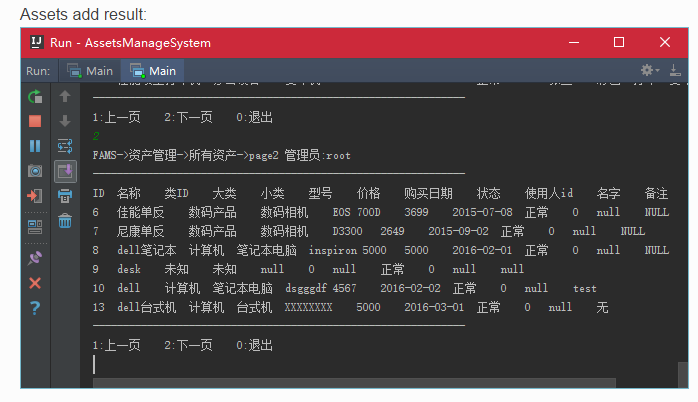 Assets add result:
Run - AssetsManageSystem
Run: Main Main
1:上一页 2:下一页 0:退出
2
FAMS->资产管理->所有资产->page2 管理员:root
ID 名称 类ID 大类 小类 型号 价格 购买日期 状态 使用人id 名字 备注
6 佳能单反 数码产品 数码相机 EOS 700D 3699 2015-07-08 正常 0 null NULL
7 尼康单反 数码产品 数码相机 D3300 2649 2015-09-02 正常 0 null NULL
8 dell笔记本 计算机 笔记本电脑 inspiron 5000 5000 2016-02-01 正常 0 null NULL
9 desk 未知 未知 null 0 null 正常 0 null null
10 dell 计算机 笔记本电脑 dsgggdf 4567 2016-02-02 正常 0 null test
13 dell台式机 计算机 台式机 XXXXXXXX 5000 2016-03-01 正常 0 null 无
1:上一页 2:下一页 0:退出